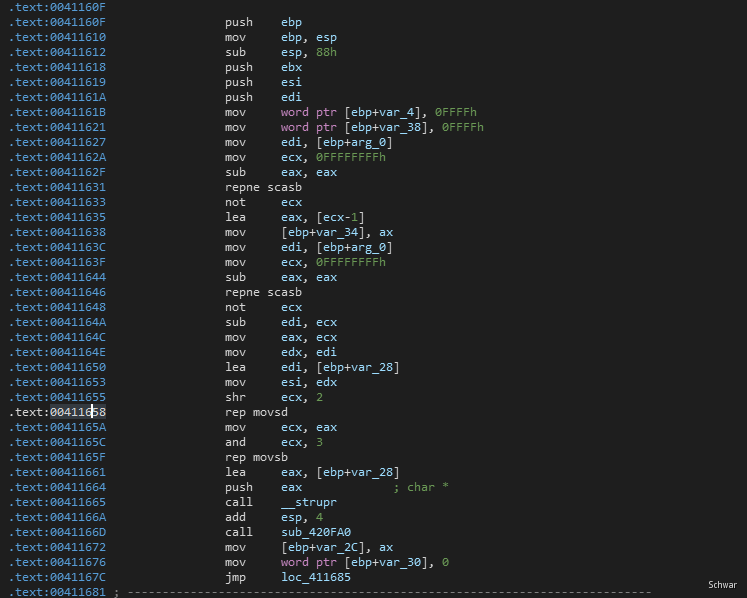 .text:0041160F
.text:0041160F push ebp
.text:00411610 mov ebp, esp
.text:00411612 sub esp, 88h
.text:00411618 push ebx
.text:00411619 push esi
.text:0041161A push edi
.text:0041161B mov word ptr [ebp+var_4], 0FFFFh
.text:00411621 mov word ptr [ebp+var_38], 0FFFFh
.text:00411627 mov edi, [ebp+arg_0]
.text:0041162A mov ecx, 0FFFFFFFFh
.text:0041162F sub eax, eax
.text:00411631 repne scasb
.text:00411633 not ecx
.text:00411635 lea eax, [ecx-1]
.text:00411638 mov [ebp+var_34], ax
.text:0041163C mov edi, [ebp+arg_0]
.text:0041163F mov ecx, 0FFFFFFFFh
.text:00411644 sub eax, eax
.text:00411646 repne scasb
.text:00411648 not ecx
.text:0041164A sub edi, ecx
.text:0041164C mov eax, ecx
.text:0041164E mov edx, edi
.text:00411650 lea edi, [ebp+var_28]
.text:00411653 mov esi, edx
.text:00411655 shr ecx, 2
.text:00411658 rep movsd
.text:0041165A mov ecx, eax
.text:0041165C and ecx, 3
.text:0041165F rep movsb
.text:00411661 lea eax, [ebp+var_28]
.text:00411664 push eax ; char *
.text:00411665 call __strupr
.text:0041166A add esp, 4
.text:0041166D call sub_420FA0
.text:00411672 mov [ebp+var_2C], ax
.text:00411676 mov word ptr [ebp+var_30], 0
.text:0041167C jmp loc_411685
.text:00411681 ; ---------------------------------------------------------------------------
Schwar